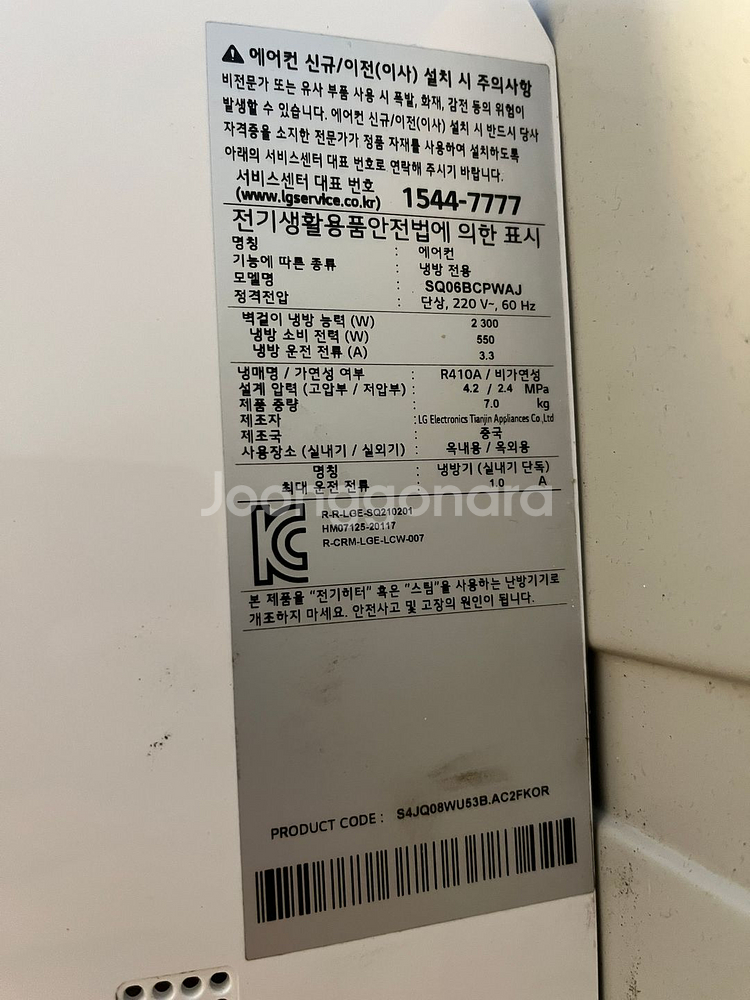 ⚠ 에어컨 신규/이전(이사) 설치 시 주의사항
비전문가 또는 유사 부품 사용 시 폭발, 화재, 감전 등의 위험이
발생할 수 있습니다. 에어컨 신규/이전(이사) 설치 시 반드시 당사
자격증을 소지한 전문가가 정품 자재를 사용하여 설치하도록
아래의 서비스센터 대표 번호로 연락해 주시기 바랍니다.
서비스센터 대표 번호
(www.lgservice.co.kr) 1544-7777
전기생활용품안전법에 의한 표시
명칭 : 에어컨
기능에 따른 종류 : 냉방 전용
모델명 : SQ06BCPWAJ
정격전압 : 단상, 220 V~, 60 Hz
벽걸이 냉방 능력 (W) 2 300
냉방 소비 전력 (W) 550
냉방 운전 전류 (A) 3.3
냉매명 / 가연성 여부 : R410A / 비가연성
설계 압력 (고압부 / 저압부) : 4.2 / 2.4 MPa
제품 중량 : 7.0 kg
제조자 : LG Electronics Tianjin Appliances Co.,Ltd
제조국 : 중국
사용장소 (실내기 / 실외기) : 옥내용 / 옥외용
명칭 : 냉방기 (실내기 단독)
최대 운전 전류 : 1.0 A
Joonggonara
R-R-LGE-SQ210201
HM07125-20117
R-CRM-LGE-LCW-007
본 제품을 "전기히터" 혹은 "스팀"을 사용하는 난방기기로
개조하지 마세요. 안전사고 및 고장의 원인이 됩니다.
Joonggonara
PRODUCT CODE : S4JQ08WU53B.AC2FKOR